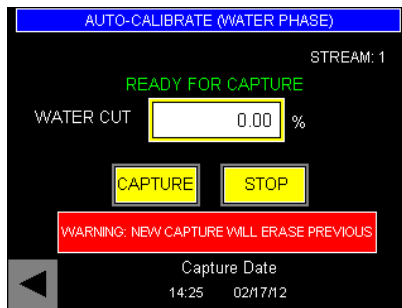 AUTO-CALIBRATE (WATER PHASE)
STREAM: 1
READY FOR CAPTURE
WATER CUT 0.00 %
CAPTURE STOP
WARNING: NEW CAPTURE WILL ERASE PREVIOUS
Capture Date
14:25 02/17/12